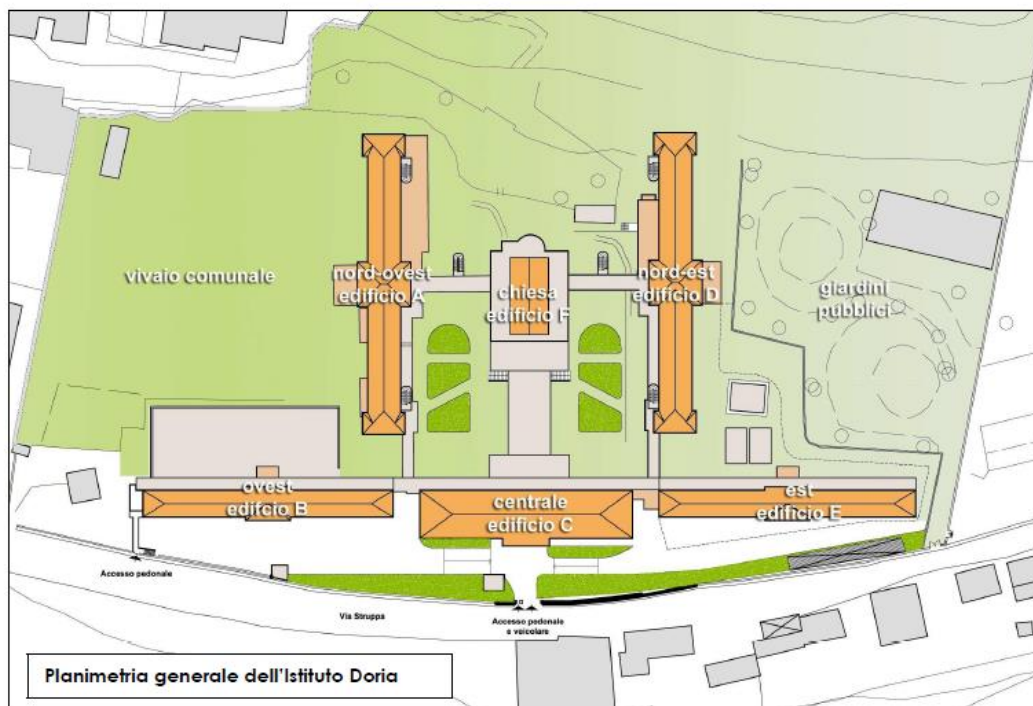 vivaio comunale
nord-ovest
edificio A
chiesa
edificio F
nord-est
edificio D
giardini
pubblici
ovest
edifcio B
centrale
edificio C
est
edificio E
Accesso pedonale
Via Struppa
Accesso pedonale
e veicolare
Planimetria generale dell'Istituto Doria